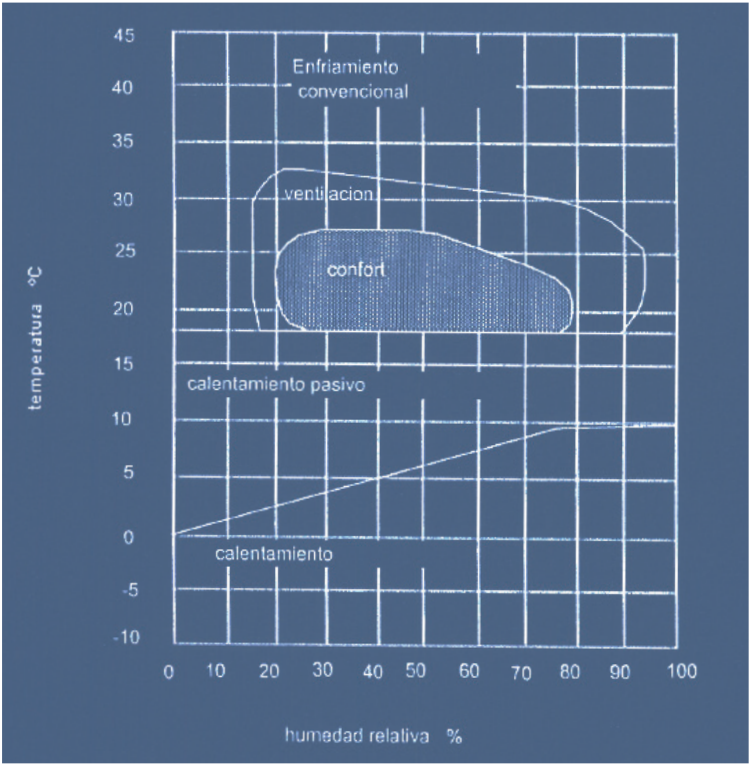 45
Enfriamiento
convencional
40
35
30
ventilacion
25
confort
20
temperatura ºC
15
calentamiento pasivo
10
5
0
calentamiento
-5
-10
0 10 20 30 40 50 60 70 80 90 100
humedad relativa %